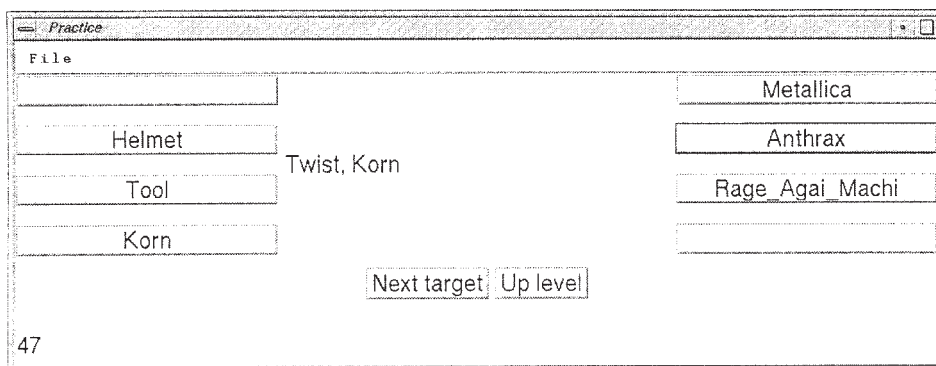 Practice
File
Metallica
Helmet
Anthrax
Twist, Korn
Tool
Rage_Agai_Machi
Korn
Next target Up level
47